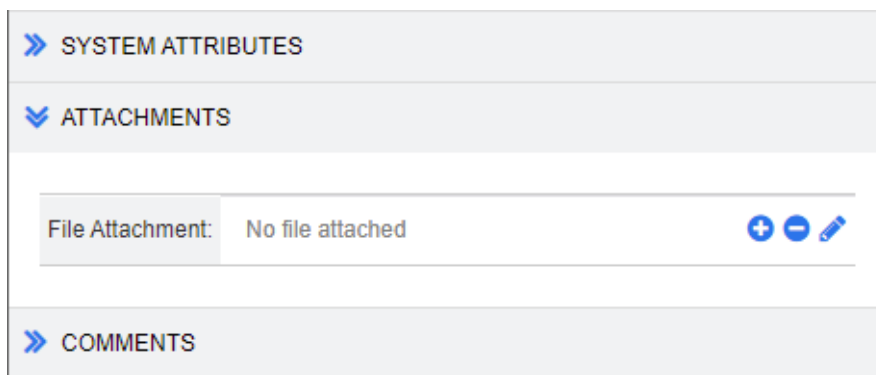 SYSTEM ATTRIBUTES
ATTACHMENTS
File Attachment: No file attached
COMMENTS